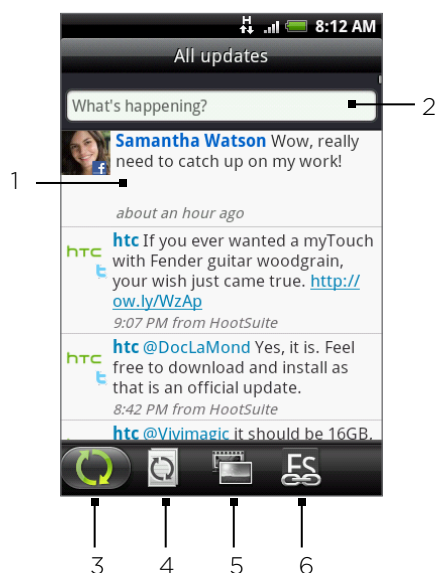 H 8:12 AM
All updates
What's happening?
2
Samantha Watson Wow, really
need to catch up on my work!
1
about an hour ago
htc
htc If you ever wanted a myTouch
with Fender guitar woodgrain,
your wish just came true. http://
ow.ly/WzAp
9:07 PM from HootSuite
htc
htc @DocLaMond Yes, it is. Feel
free to download and install as
that is an official update.
8:42 PM from HootSuite
htc @Vivimagic it should be 16GB.
FS
3 4 5 6